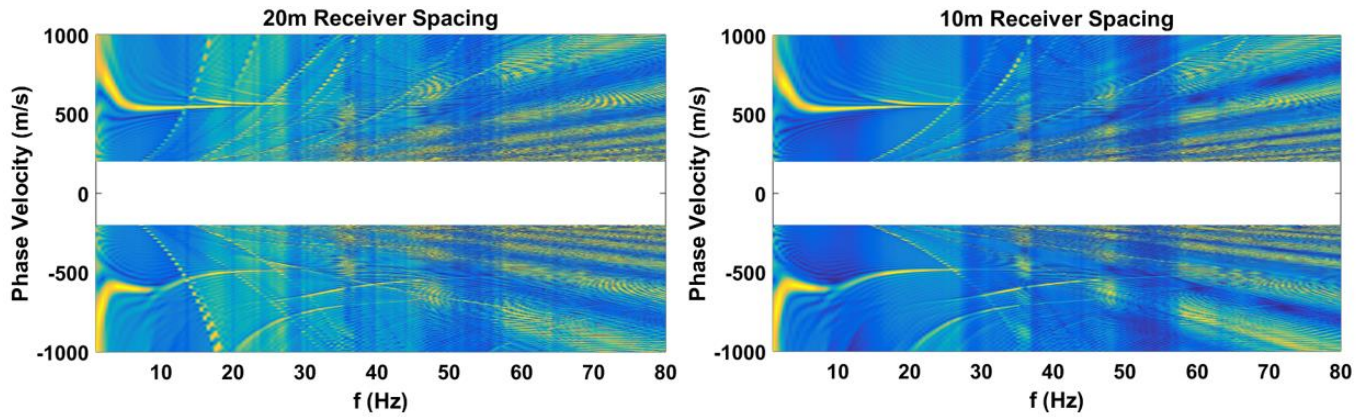 20m Receiver Spacing
1000
500
0
-500
-1000
Phase Velocity (m/s)
10 20 30 40 50 60 70 80
f (Hz)
10m Receiver Spacing
1000
500
0
-500
-1000
Phase Velocity (m/s)
10 20 30 40 50 60 70 80
f (Hz)